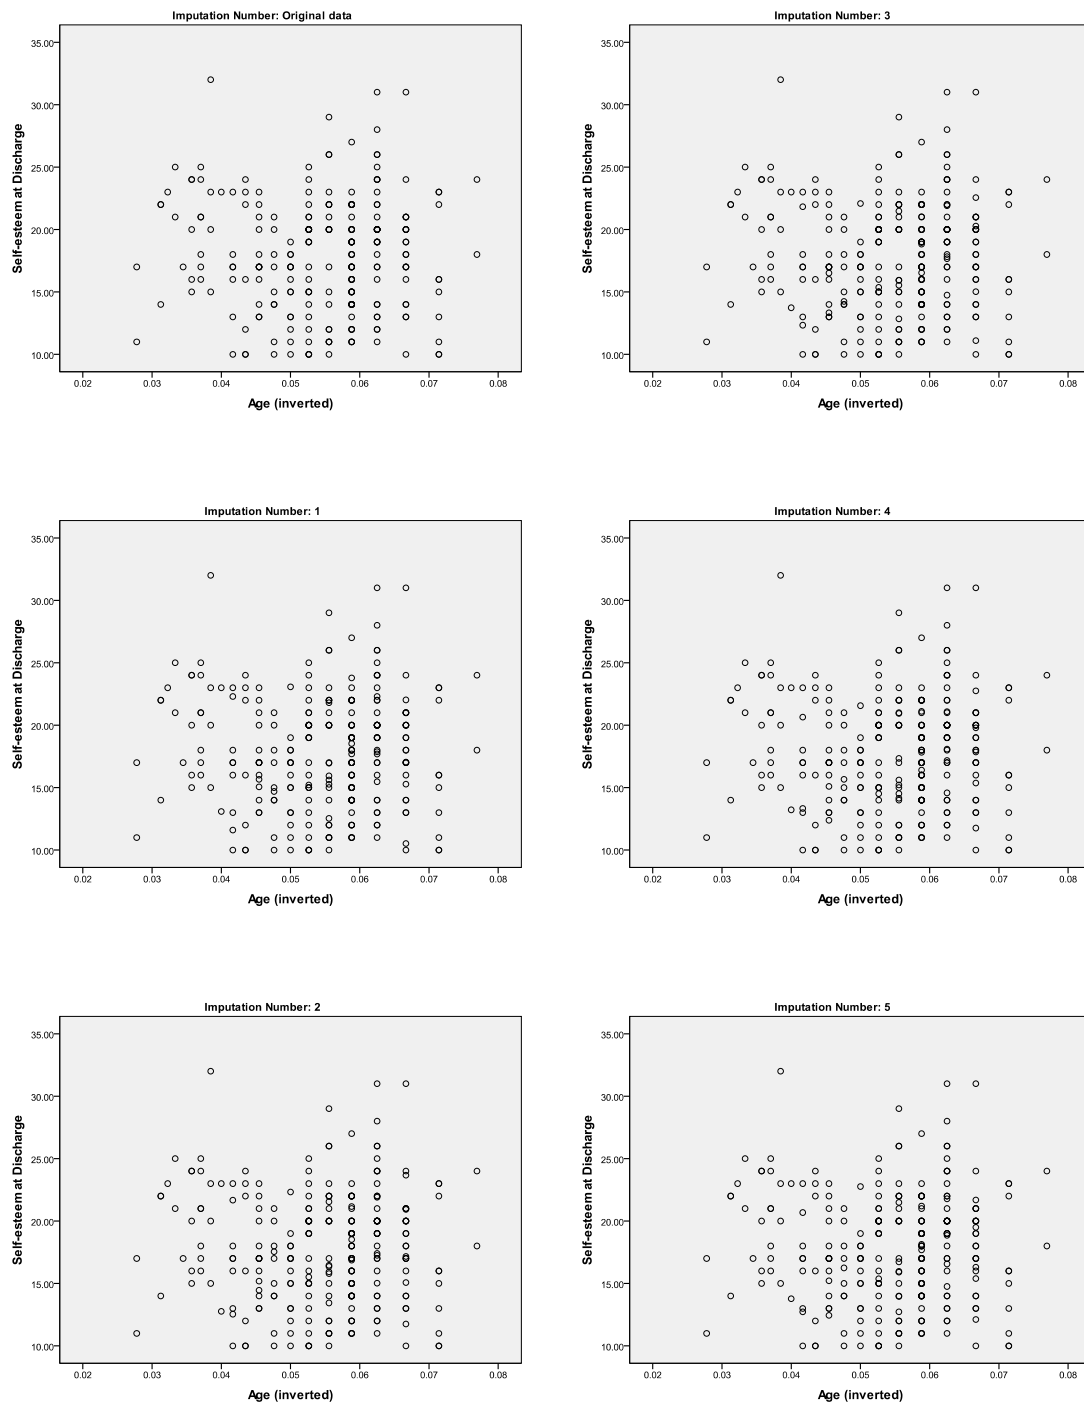 Imputation Number: Original data
35.00
30.00
25.00
20.00
15.00
10.00
Self-esteem at Discharge
0.02 0.03 0.04 0.05 0.06 0.07 0.08
Age (inverted)
Imputation Number: 3
35.00
30.00
25.00
20.00
15.00
10.00
Self-esteem at Discharge
0.02 0.03 0.04 0.05 0.06 0.07 0.08
Age (inverted)
Imputation Number: 1
35.00
30.00
25.00
20.00
15.00
10.00
Self-esteem at Discharge
0.02 0.03 0.04 0.05 0.06 0.07 0.08
Age (inverted)
Imputation Number: 4
35.00
30.00
25.00
20.00
15.00
10.00
Self-esteem at Discharge
0.02 0.03 0.04 0.05 0.06 0.07 0.08
Age (inverted)
Imputation Number: 2
35.00
30.00
25.00
20.00
15.00
10.00
Self-esteem at Discharge
0.02 0.03 0.04 0.05 0.06 0.07 0.08
Age (inverted)
Imputation Number: 5
35.00
30.00
25.00
20.00
15.00
10.00
Self-esteem at Discharge
0.02 0.03 0.04 0.05 0.06 0.07 0.08
Age (inverted)